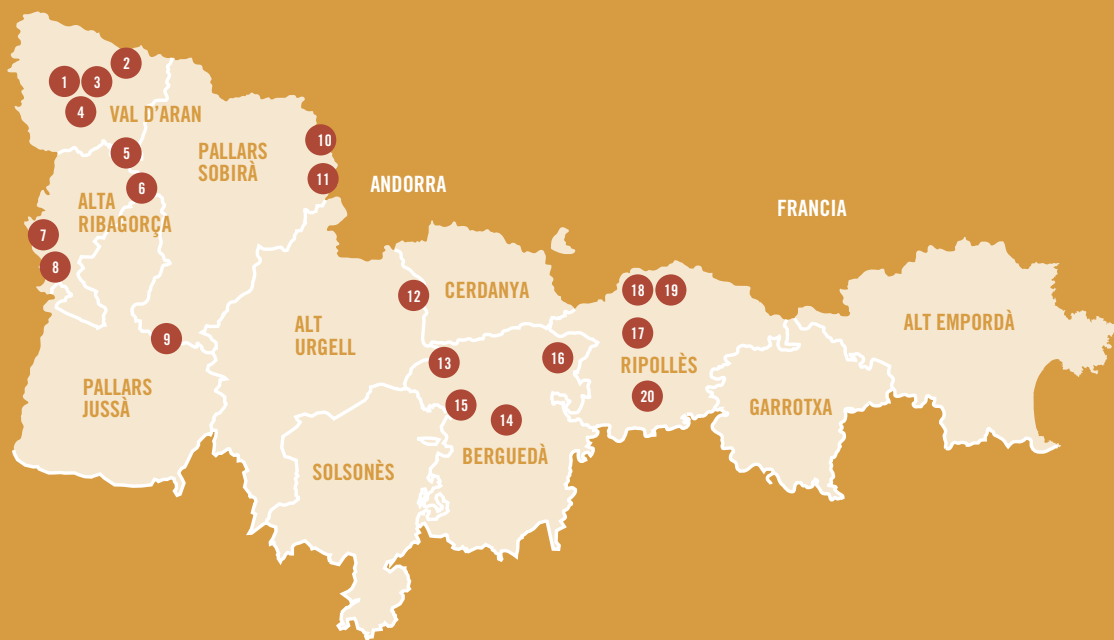 2
1
3
4
VAL D'ARAN
5
PALLARS
SOBIRÀ
10
11
6
ANDORRA
ALTA
RIBAGORÇA
FRANCIA
7
8
12
CERDANYA
18
19
9
ALT
URGELL
17
ALT EMPORDÀ
13
16
RIPOLLÈS
PALLARS
JUSSÀ
15
14
20
GARROTXA
SOLSONÈS
BERGUEDÀ